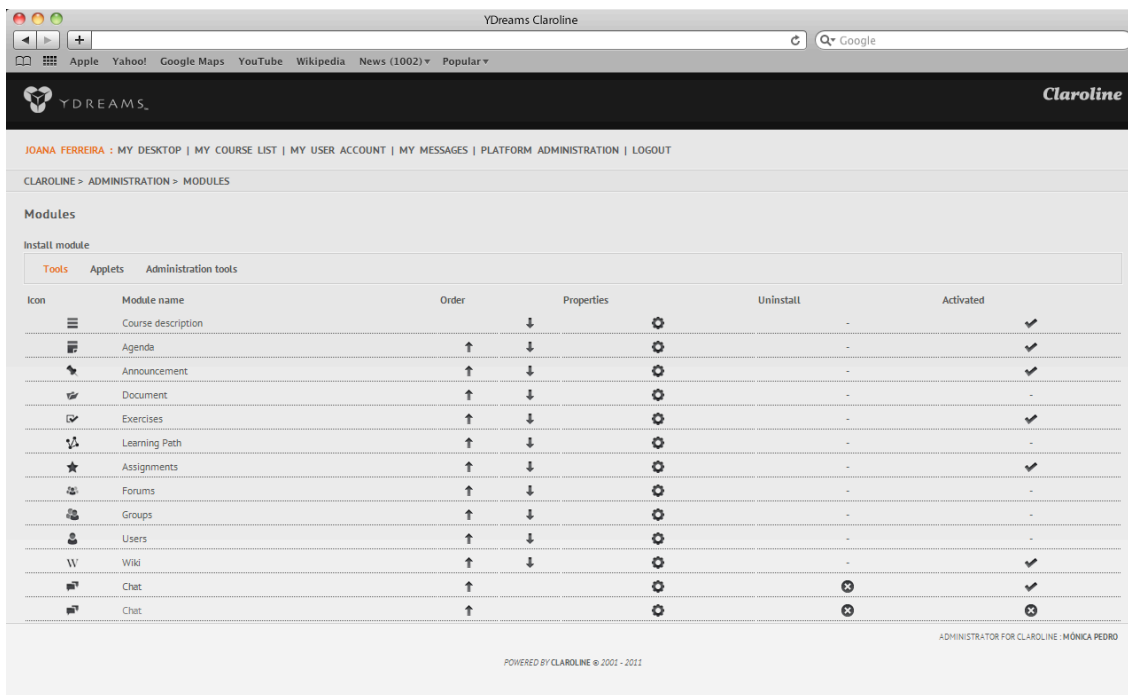 YDreams Claroline
Google
Apple Yahoo! Google Maps YouTube Wikipedia News (1002) Popular
YDREAMS
Claroline
JOANA FERREIRA : MY DESKTOP | MY COURSE LIST | MY USER ACCOUNT | MY MESSAGES | PLATFORM ADMINISTRATION | LOGOUT
CLAROLINE > ADMINISTRATION > MODULES
Modules
Install module
Tools Applets Administration tools
Icon Module name Order Properties Uninstall Activated
Course description -
Agenda -
Announcement -
Document - -
Exercises -
Learning Path - -
Assignments -
Forums - -
Groups - -
Users - -
W Wiki -
Chat
Chat
ADMINISTRATOR FOR CLAROLINE : MÓNICA PEDRO
POWERED BY CLAROLINE © 2001 - 2011